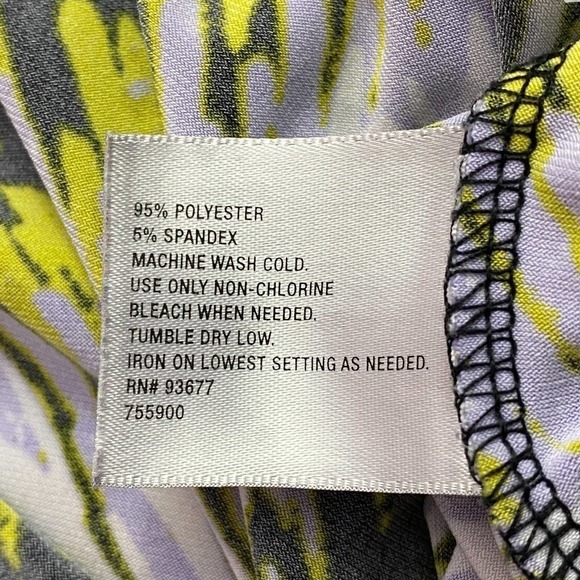 95% POLYESTER
5% SPANDEX
MACHINE WASH COLD.
USE ONLY NON-CHLORINE
BLEACH WHEN NEEDED.
TUMBLE DRY LOW.
IRON ON LOWEST SETTING AS NEEDED.
RN# 93677
755900